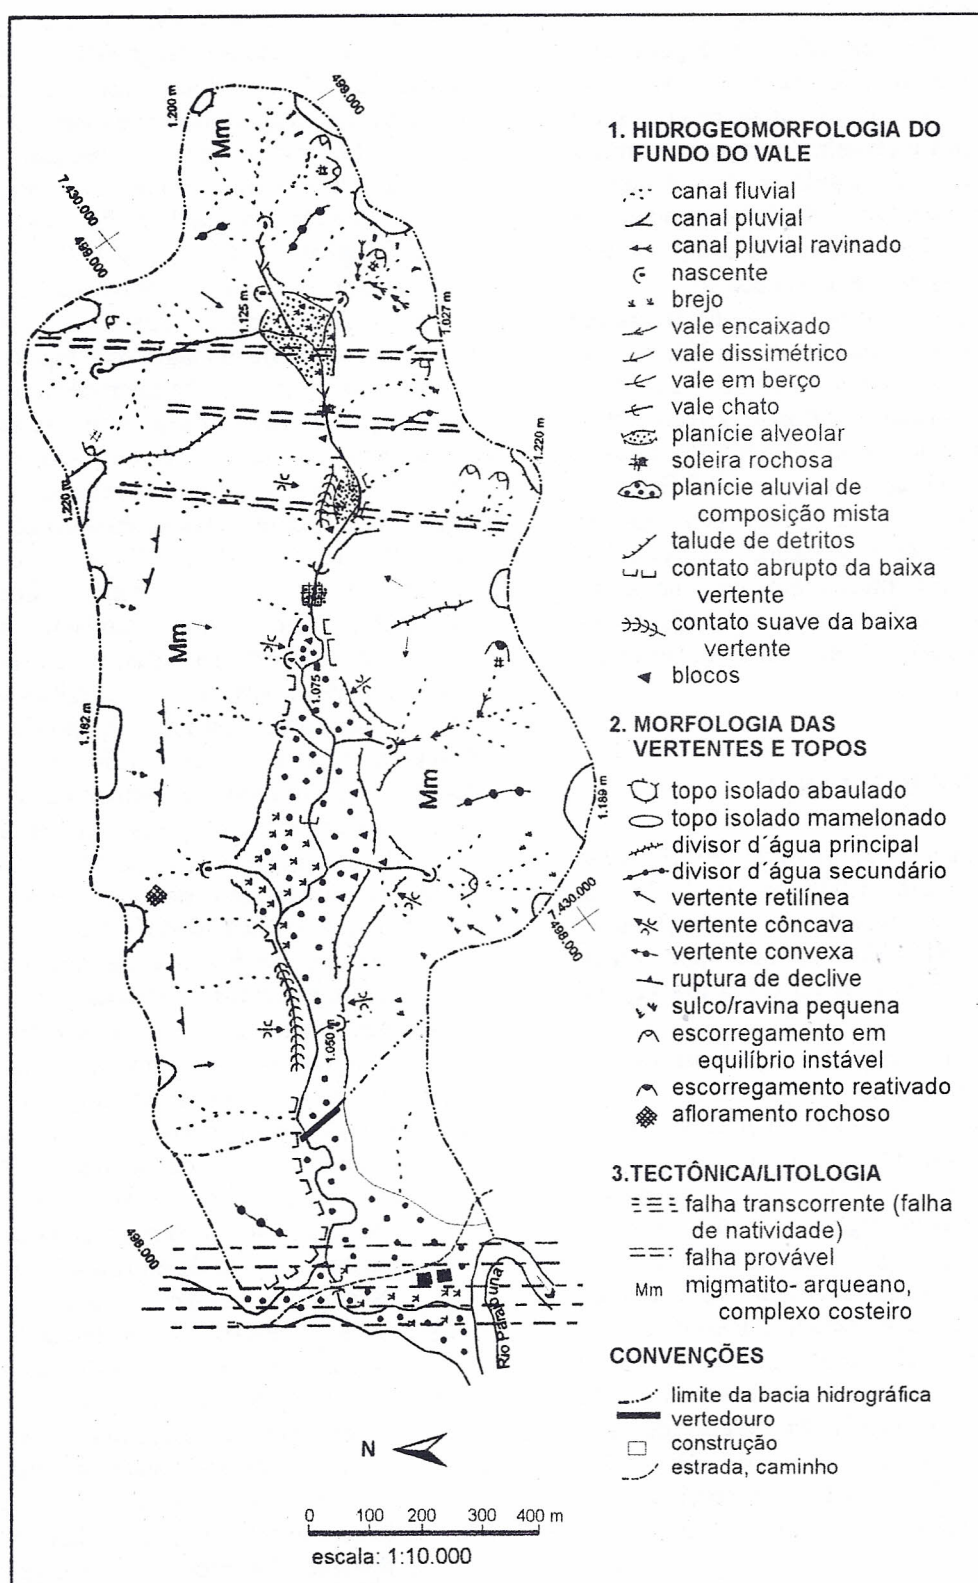 498.000
1.200 m
Mm
7.430.000
499.000
1.125 m
1.027 m
1.220 m
1.220 m
Mm
1.075
1.182 m
Mm
1.189 m
7.430.000
498.000
1.050
498.000
Rio Paraibuna
N
0 100 200 300 400 m
escala: 1:10.000
1. HIDROGEOMORFOLOGIA DO
FUNDO DO VALE
canal fluvial
canal pluvial
canal pluvial ravinado
nascente
brejo
vale encaixado
vale dissimétrico
vale em berço
vale chato
planície alveolar
soleira rochosa
planície aluvial de
composição mista
talude de detritos
contato abrupto da baixa
vertente
contato suave da baixa
vertente
blocos
2. MORFOLOGIA DAS
VERTENTES E TOPOS
topo isolado abaulado
topo isolado mamelonado
divisor d´água principal
divisor d´água secundário
vertente retilínea
vertente côncava
vertente convexa
ruptura de declive
sulco/ravina pequena
escorregamento em
equilíbrio instável
escorregamento reativado
afloramento rochoso
3.TECTÔNICA/LITOLOGIA
falha transcorrente (falha
de natividade)
falha provável
Mm migmatito- arqueano,
complexo costeiro
CONVENÇÕES
limite da bacia hidrográfica
vertedouro
construção
estrada, caminho